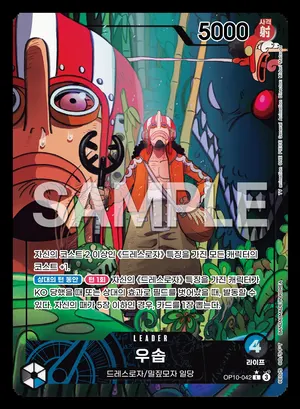 5000
사격
射
SAMPLE
자신의 코스트 2 이상인 《드레스로자》 특징을 가진 모든 캐릭터의
코스트 +1.
상대의 턴 동안 턴 1회 자신의 《드레스로자》 특징을 가진 캐릭터가
KO 당했을 때 또는 상대의 효과로 필드를 벗어났을 때, 발동할 수
있다. 자신의 패가 5장 이하인 경우, 카드를 1장 뽑는다.
LEADER
우솝
드레스로자/밀짚모자 일당
4
라이프
OP10-042 L